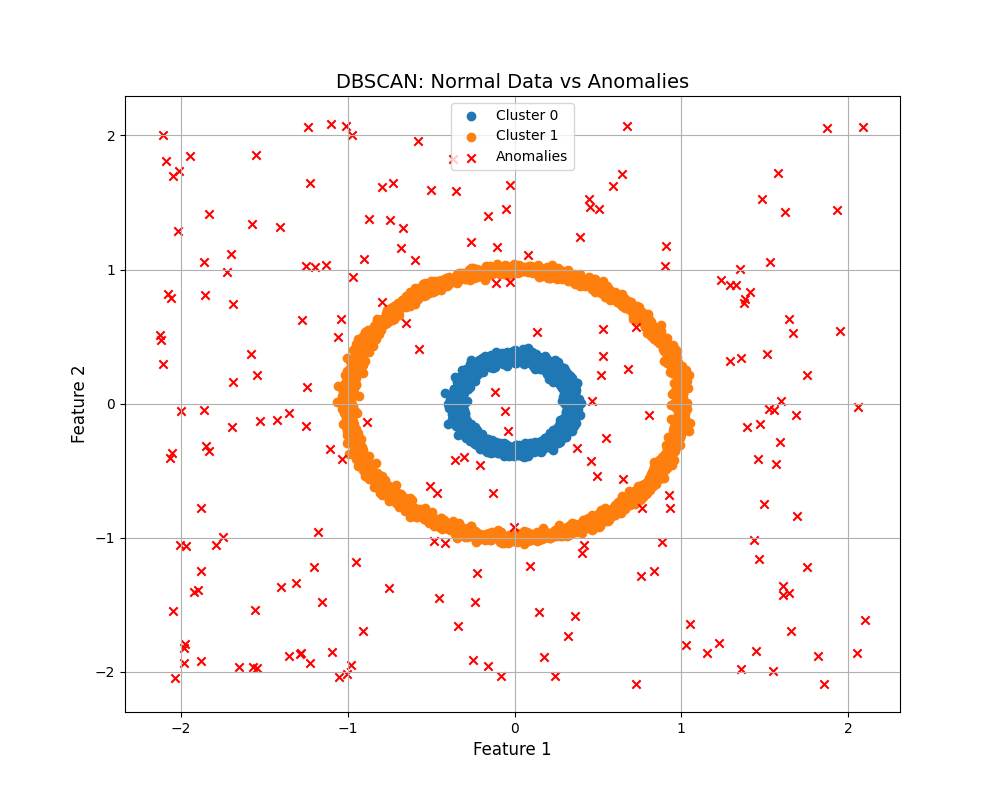 DBSCAN: Normal Data vs Anomalies
Cluster 0
Cluster 1
Anomalies
2
1
0
−1
−2
Feature 2
−2
−1
0
1
2
Feature 1